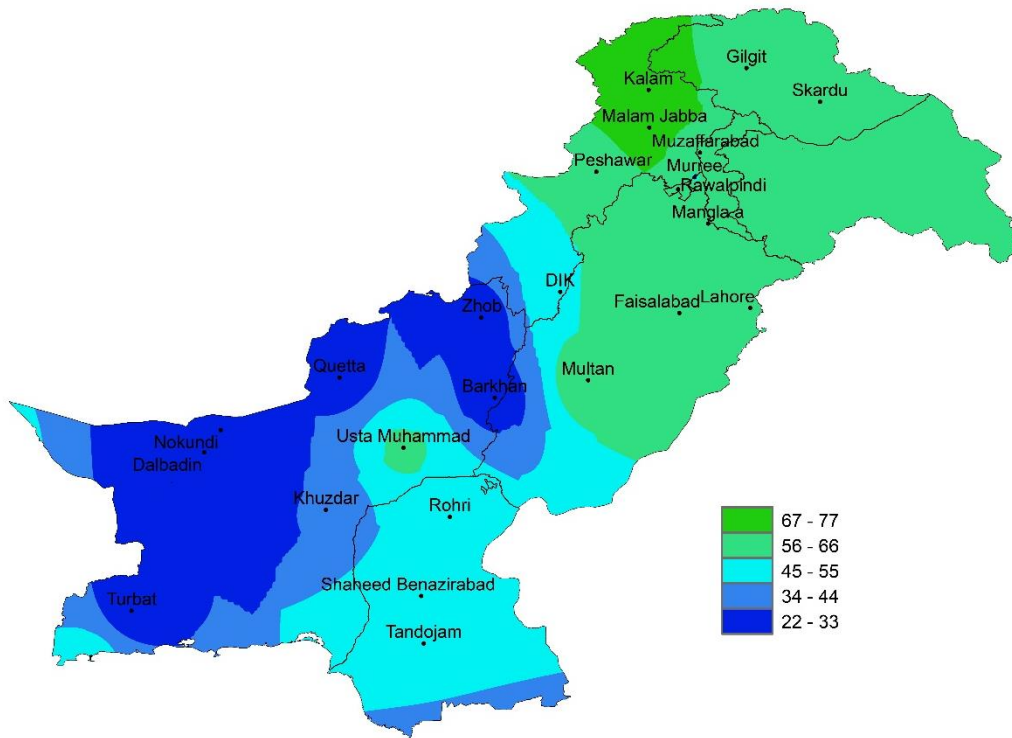 Gilgit
Kalam
Skardu
Malam Jabba
Muzaffarabad
Peshawar
Murree
Rawalpindi
Mangla a
DIK
Zhob
Faisalabad
Lahore
Quetta
Multan
Barkhan
Nokundi
Usta Muhammad
Dalbadin
Khuzdar
Rohri
67 - 77
56 - 66
45 - 55
34 - 44
22 - 33
Shaheed Benazirabad
Turbat
Tandojam